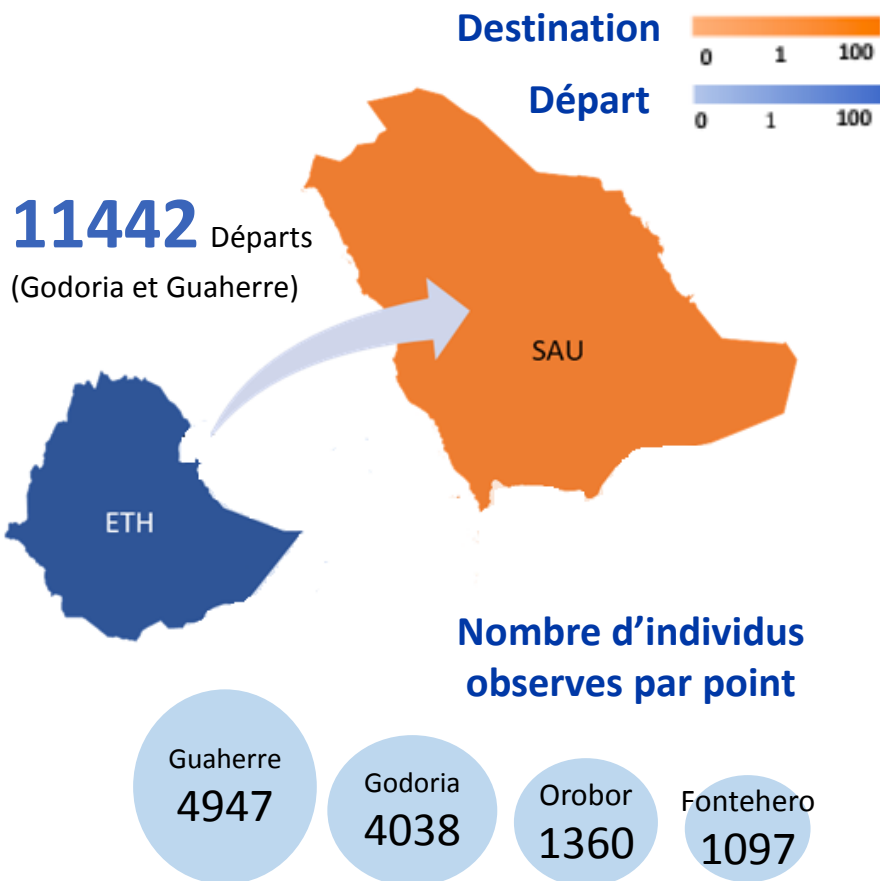 Destination
0 1 100
Départ
0 1 100
11442 Départs
(Godoria et Guaherre)
SAU
ETH
Nombre d'individus
observes par point
Guaherre
4947
Godoria
4038
Orobor
1360
Fontehero
1097